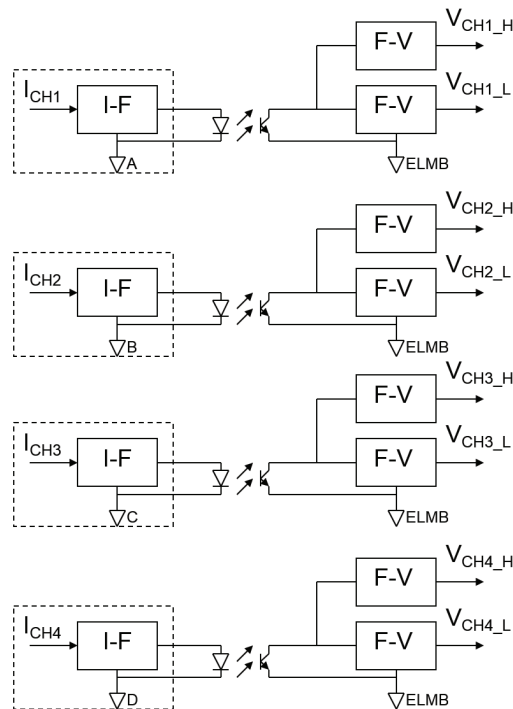 V_CH1_H
F-V
I_CH1
I-F
F-V
V_CH1_L
A
ELMB
V_CH2_H
F-V
I_CH2
I-F
F-V
V_CH2_L
B
ELMB
V_CH3_H
F-V
I_CH3
I-F
F-V
V_CH3_L
C
ELMB
V_CH4_H
F-V
I_CH4
I-F
F-V
V_CH4_L
D
ELMB